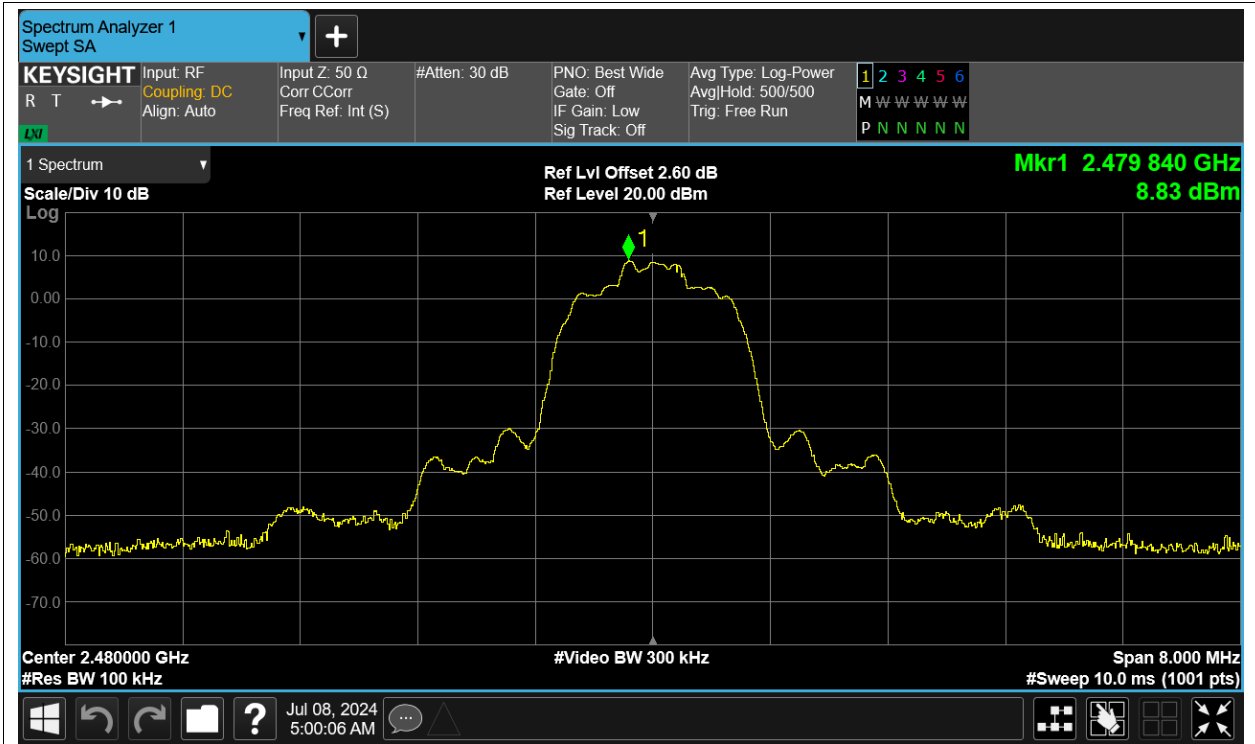 Spectrum Analyzer 1
Swept SA
KEYSIGHT
R T
LXI
Input: RF
Coupling: DC
Align: Auto
Input Z: 50 Ω
Corr CCorr
Freq Ref: Int (S)
#Atten: 30 dB
PNO: Best Wide
Gate: Off
IF Gain: Low
Sig Track: Off
Avg Type: Log-Power
Avg|Hold: 500/500
Trig: Free Run
1 2 3 4 5 6
M W W W W W
P N N N N N
1 Spectrum
Scale/Div 10 dB
Log
Ref Lvl Offset 2.60 dB
Ref Level 20.00 dBm
Mkr1 2.479 840 GHz
8.83 dBm
1
10.0
0.00
-10.0
-20.0
-30.0
-40.0
-50.0
-60.0
-70.0
Center 2.480000 GHz
#Video BW 300 kHz
Span 8.000 MHz
#Res BW 100 kHz
#Sweep 10.0 ms (1001 pts)
?
Jul 08, 2024
5:00:06 AM